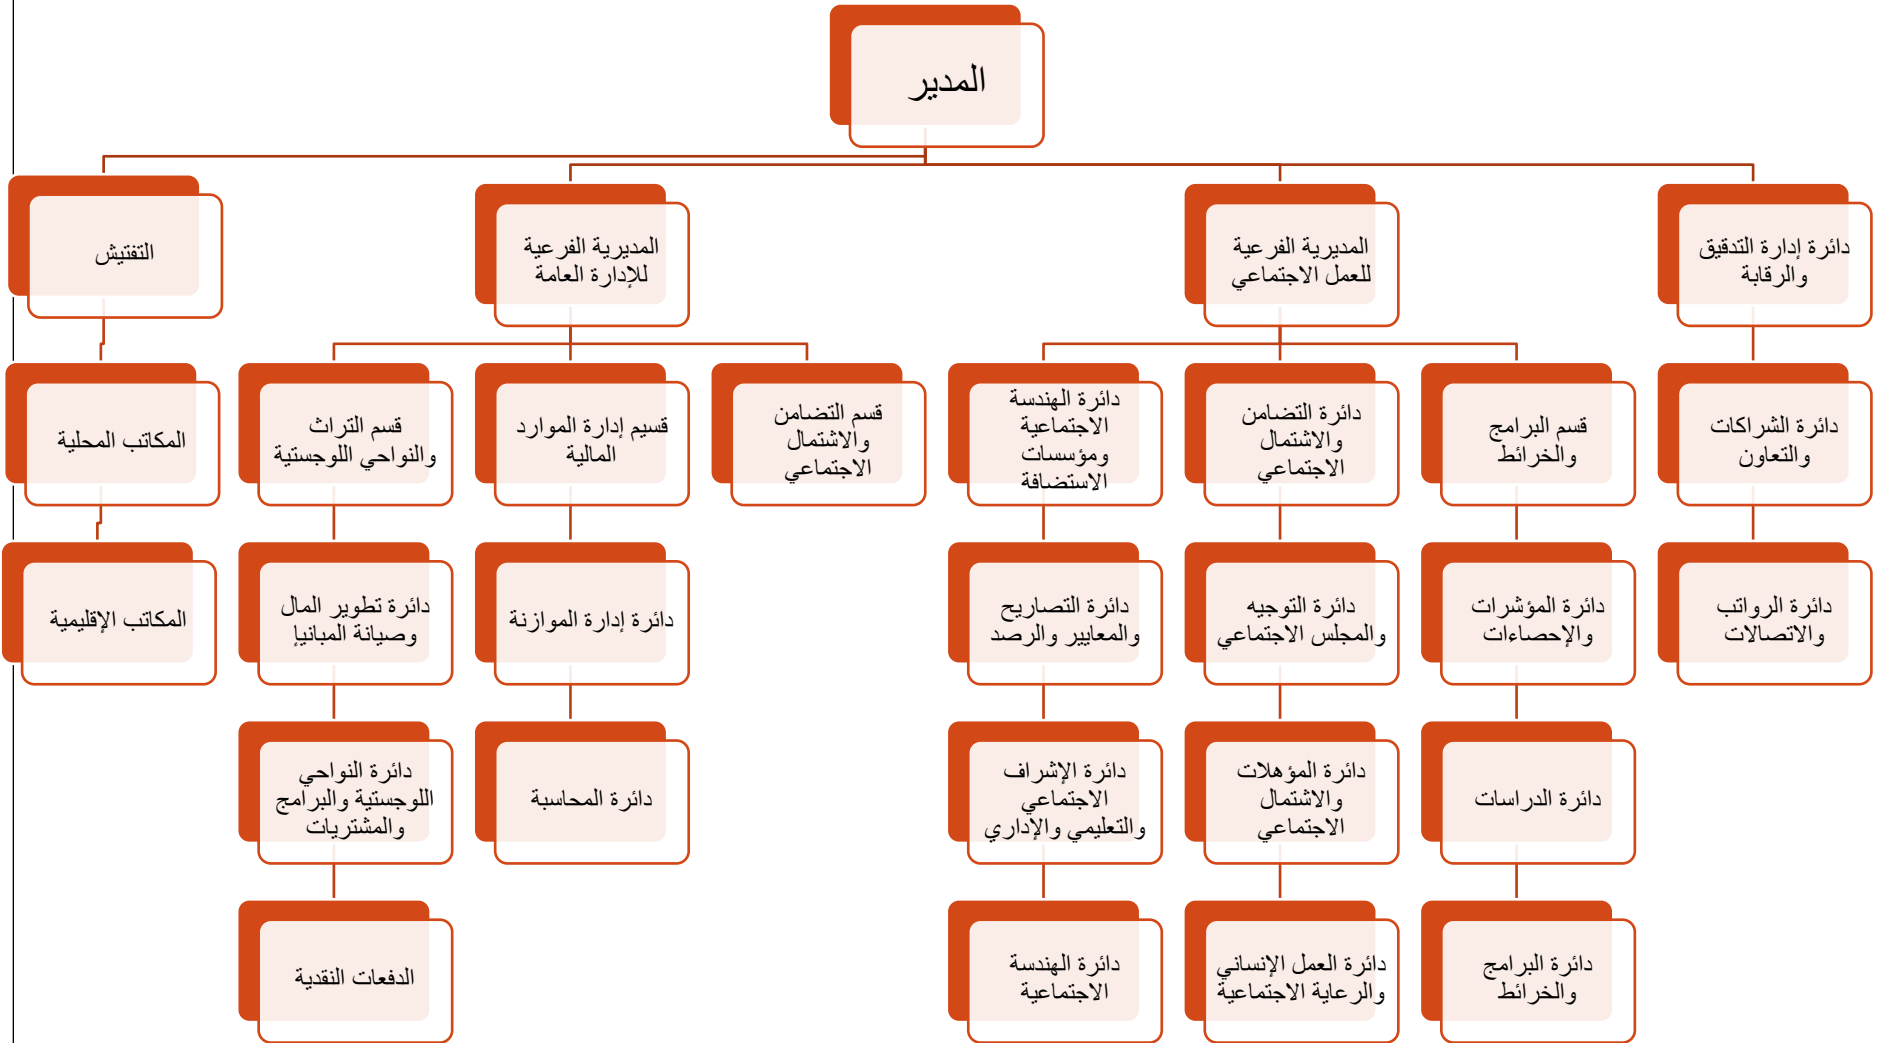 المدير
دائرة إدارة التدقيق
والرقابة
المديرية الفرعية
للعمل الاجتماعي
المديرية الفرعية
للإدارة العامة
التفتيش
دائرة الشراكات
والتعاون
قسم البرامج
والخرائط
دائرة التضامن
والاشتمال
الاجتماعي
دائرة الهندسة
الاجتماعية
ومؤسسات
الاستضافة
قسم التضامن
والاشتمال
الاجتماعي
قسيم إدارة الموارد
المالية
قسم التراث
والنواحي اللوجستية
المكاتب المحلية
دائرة الرواتب
والاتصالات
دائرة المؤشرات
والإحصاءات
دائرة التوجيه
والمجلس الاجتماعي
دائرة التصاريح
والمعايير والرصد
دائرة إدارة الموازنة
دائرة تطوير المال
وصيانة المبانيإ
المكاتب الإقليمية
دائرة الدراسات
دائرة المؤهلات
والاشتمال
الاجتماعي
دائرة الإشراف
الاجتماعي
والتعليمي والإداري
دائرة المحاسبة
دائرة النواحي
اللوجستية والبرامج
والمشتريات
دائرة البرامج
والخرائط
دائرة العمل الإنساني
والرعاية الاجتماعية
دائرة الهندسة
الاجتماعية
الدفعات النقدية